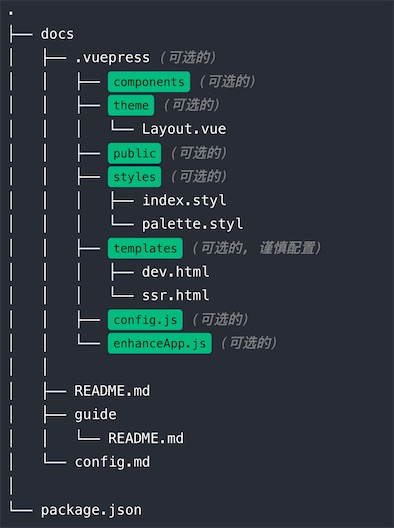 .
├── docs
│   ├── .vuepress (可选的)
│   │   ├── components (可选的)
│   │   ├── theme (可选的)
│   │   │   └── Layout.vue
│   │   ├── public (可选的)
│   │   ├── styles (可选的)
│   │   │   ├── index.styl
│   │   │   └── palette.styl
│   │   ├── templates (可选的, 谨慎配置)
│   │   │   ├── dev.html
│   │   │   └── ssr.html
│   │   ├── config.js (可选的)
│   │   └── enhanceApp.js (可选的)
│   │
│   ├── README.md
│   ├── guide
│   │   └── README.md
│   └── config.md
│
└── package.json